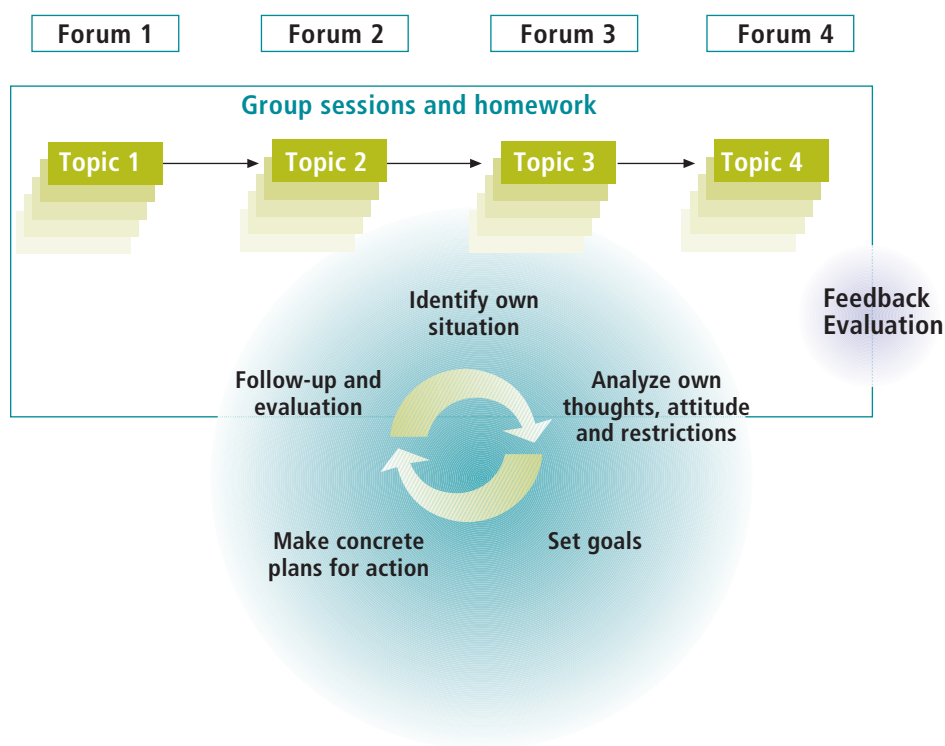 Forum 1
Forum 2
Forum 3
Forum 4
Group sessions and homework
Topic 1
Topic 2
Topic 3
Topic 4
Feedback
Evaluation
Identify own
situation
Follow-up and
evaluation
Analyze own
thoughts, attitude
and restrictions
Make concrete
plans for action
Set goals